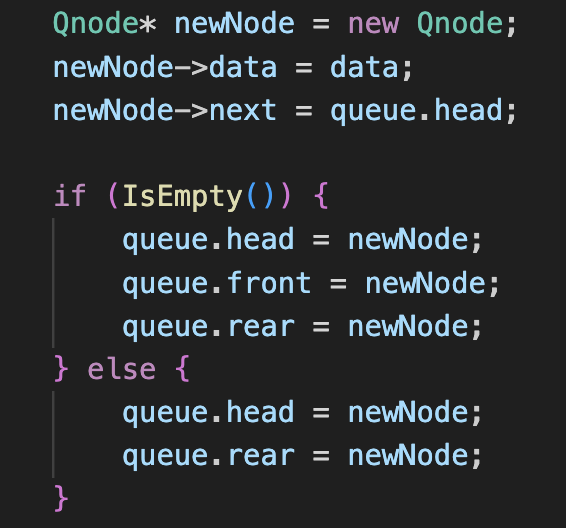 Qnode* newNode = new Qnode;
newNode->data = data;
newNode->next = queue.head;
if (IsEmpty()) {
queue.head = newNode;
queue.front = newNode;
queue.rear = newNode;
} else {
queue.head = newNode;
queue.rear = newNode;
}